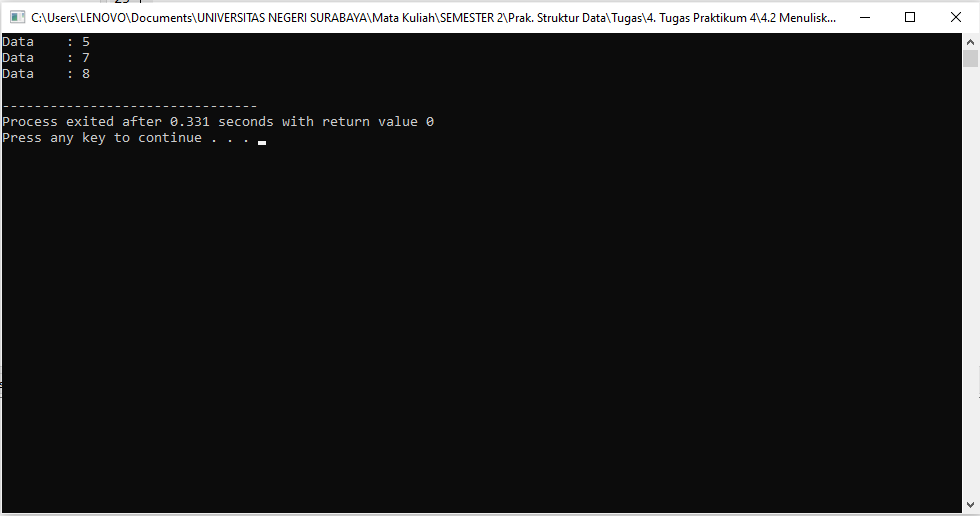 C:\Users\LENOVO\Documents\UNIVERSITAS NEGERI SURABAYA\Mata Kuliah\SEMESTER 2\Prak. Struktur Data\Tugas\4. Tugas Praktikum 4\4.2 Menulisk...
Data    : 5
Data    : 7
Data    : 8
--------------------------------
Process exited after 0.331 seconds with return value 0
Press any key to continue . . .